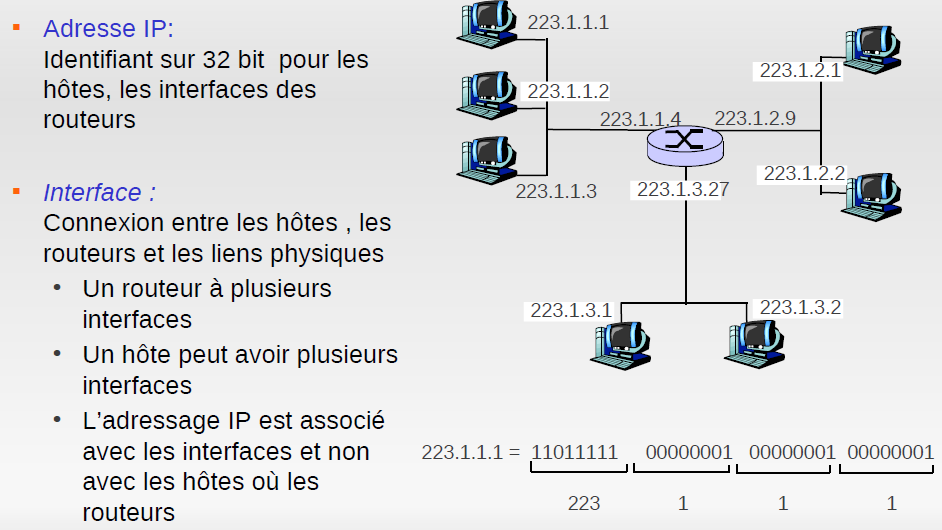 Adresse IP:
Identifiant sur 32 bit pour les
hôtes, les interfaces des
routeurs
Interface :
Connexion entre les hôtes , les
routeurs et les liens physiques
Un routeur à plusieurs
interfaces
Un hôte peut avoir plusieurs
interfaces
L’adressage IP est associé
avec les interfaces et non
avec les hôtes où les
routeurs
223.1.1.1
223.1.1.2
223.1.1.3
223.1.1.4
223.1.2.9
223.1.2.1
223.1.2.2
223.1.3.27
223.1.3.1
223.1.3.2
223.1.1.1 = 11011111 00000001 00000001 00000001
223 1 1 1